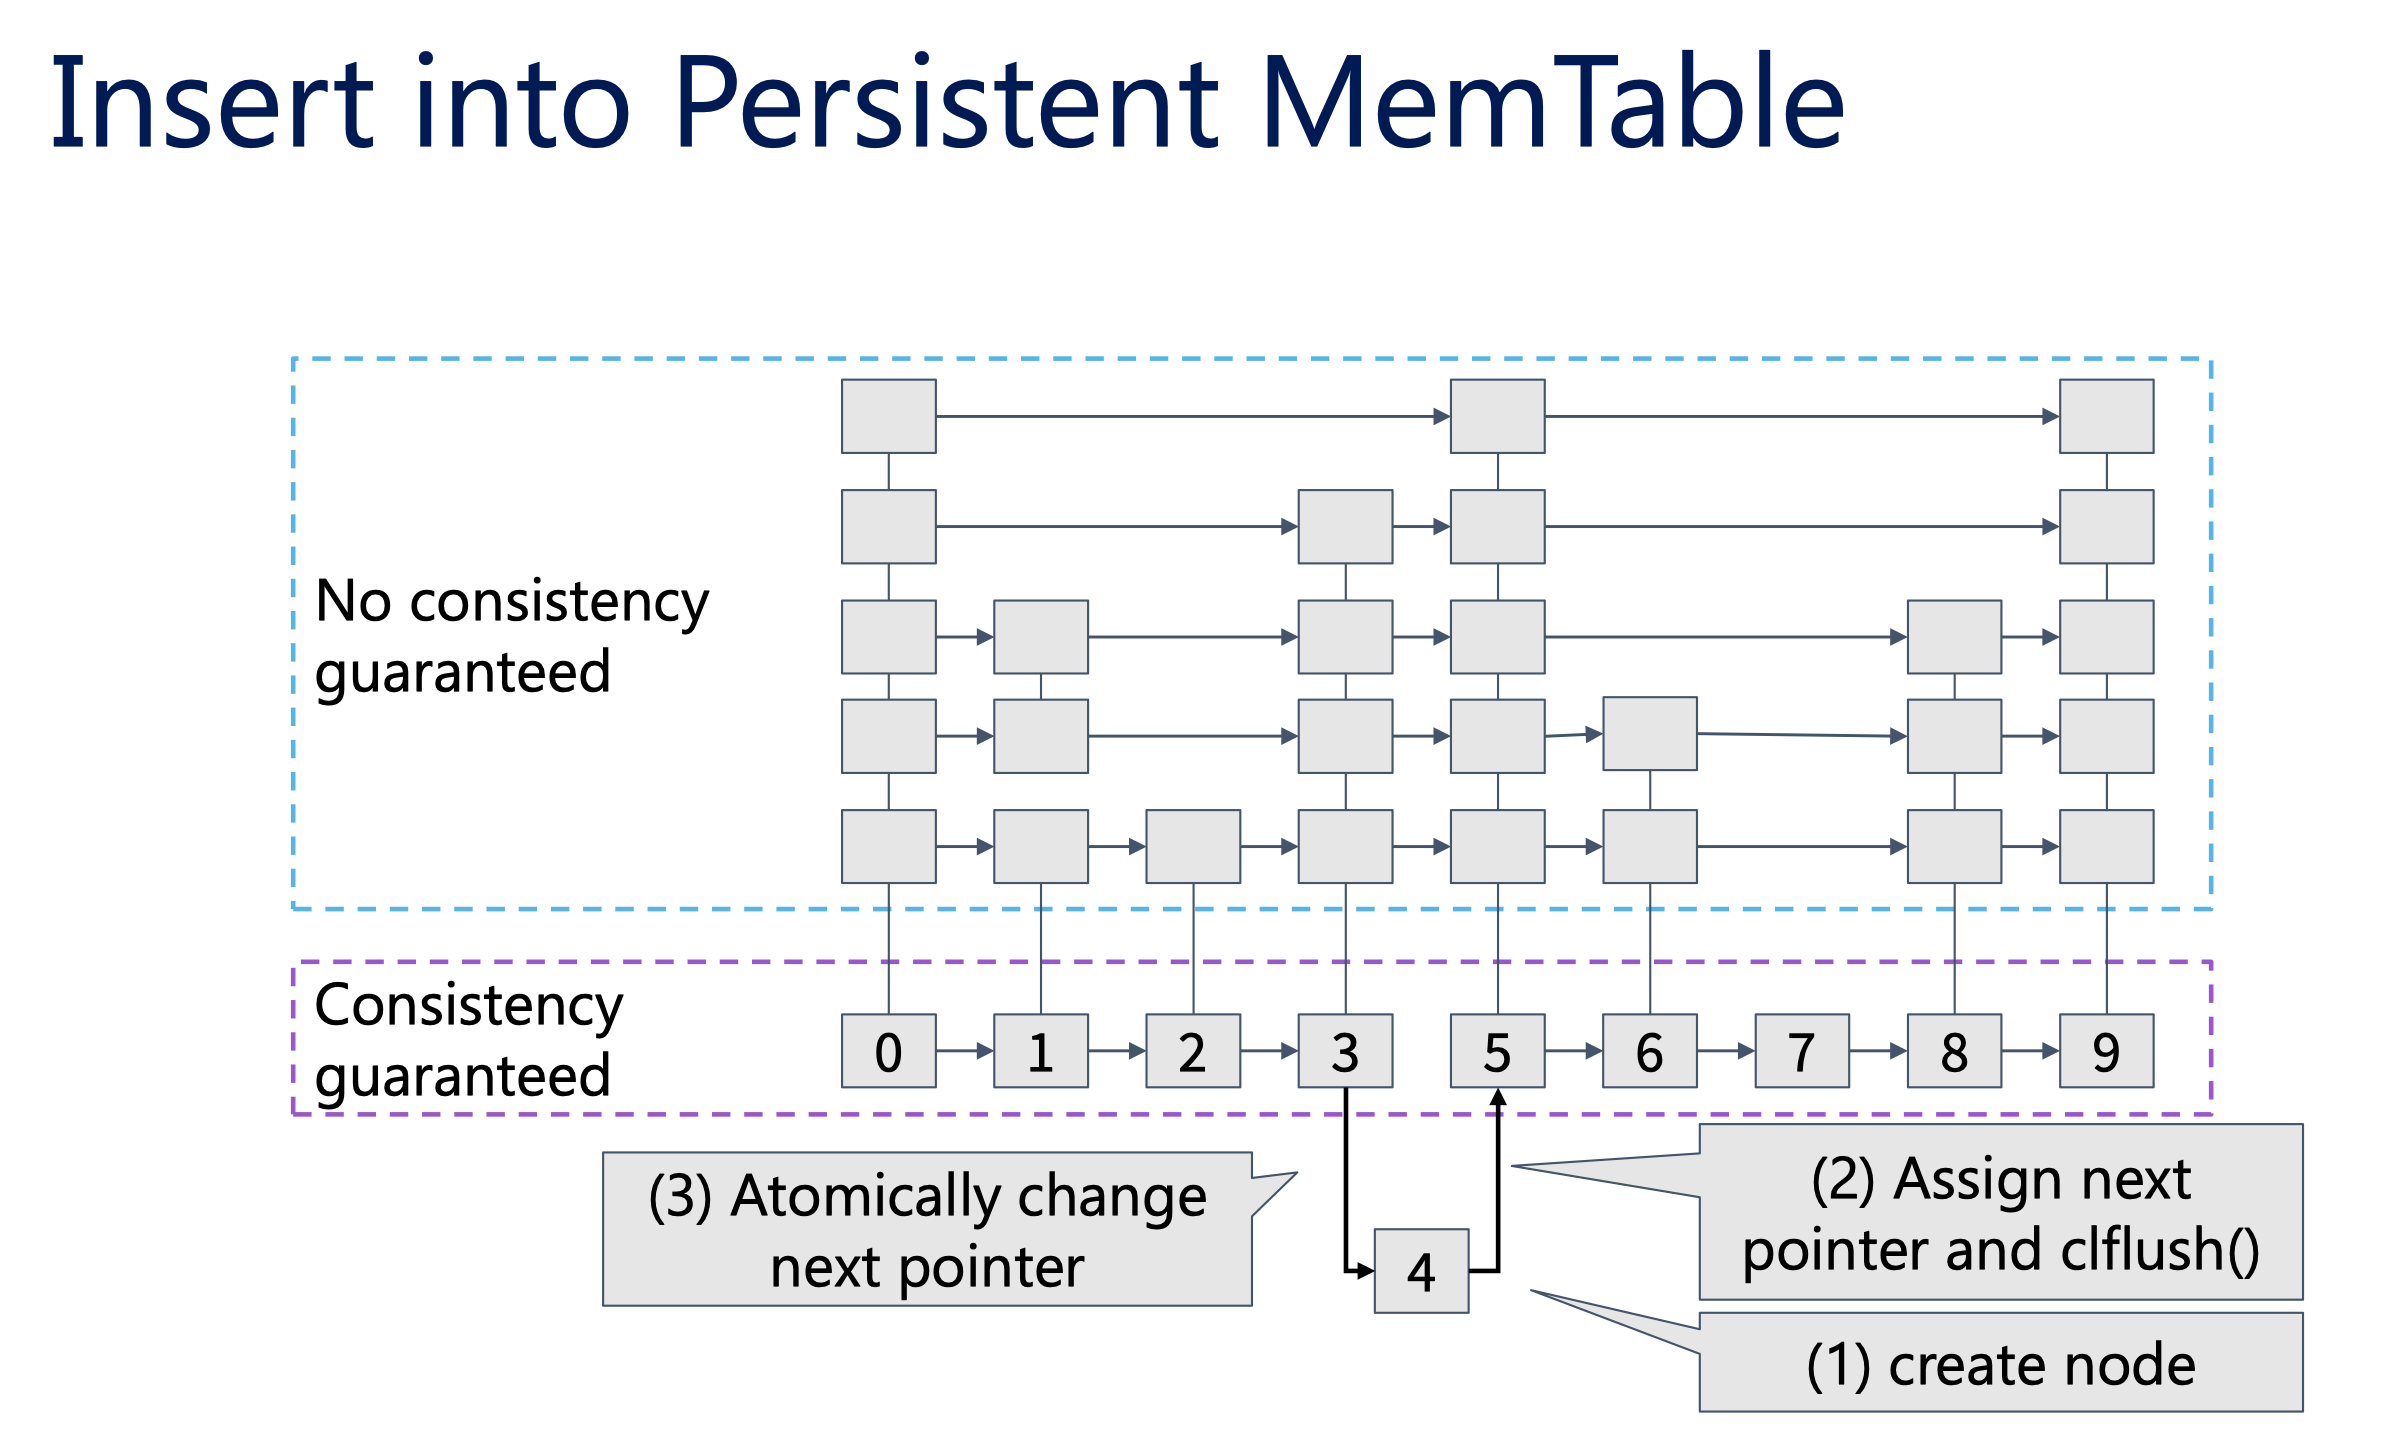 Insert into Persistent MemTable
No consistency
guaranteed
Consistency
guaranteed
0 1 2 3 5 6 7 8 9
(3) Atomically change
next pointer
4
(2) Assign next
pointer and clflush()
(1) create node